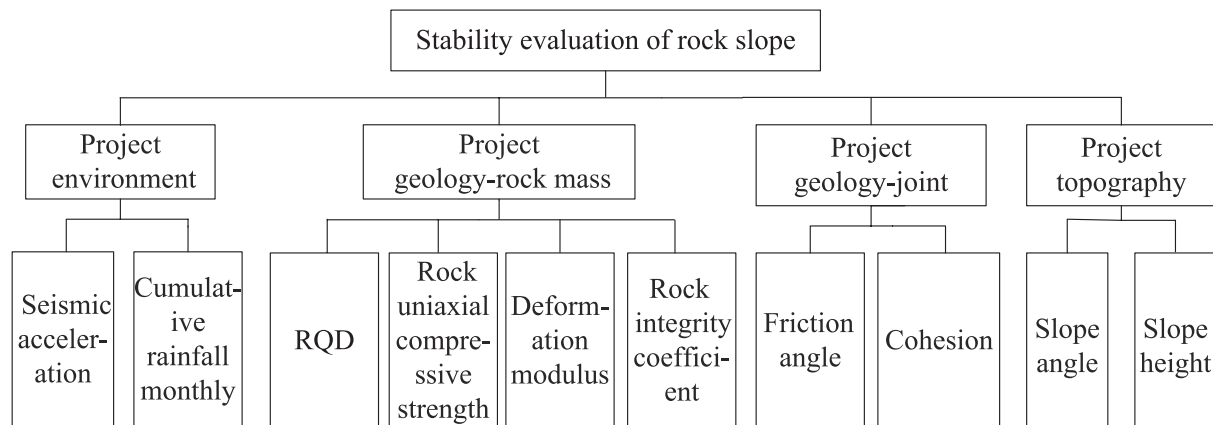 Stability evaluation of rock slope
Project
environment
Project
geology-rock mass
Project
geology-joint
Project
topography
Seismic
acceler-
ation
Cumulat-
ive
rainfall
monthly
RQD
Rock
uniaxial
compre-
ssive
strength
Deform-
ation
modulus
Rock
integrity
coeffici-
ent
Friction
angle
Cohesion
Slope
angle
Slope
height